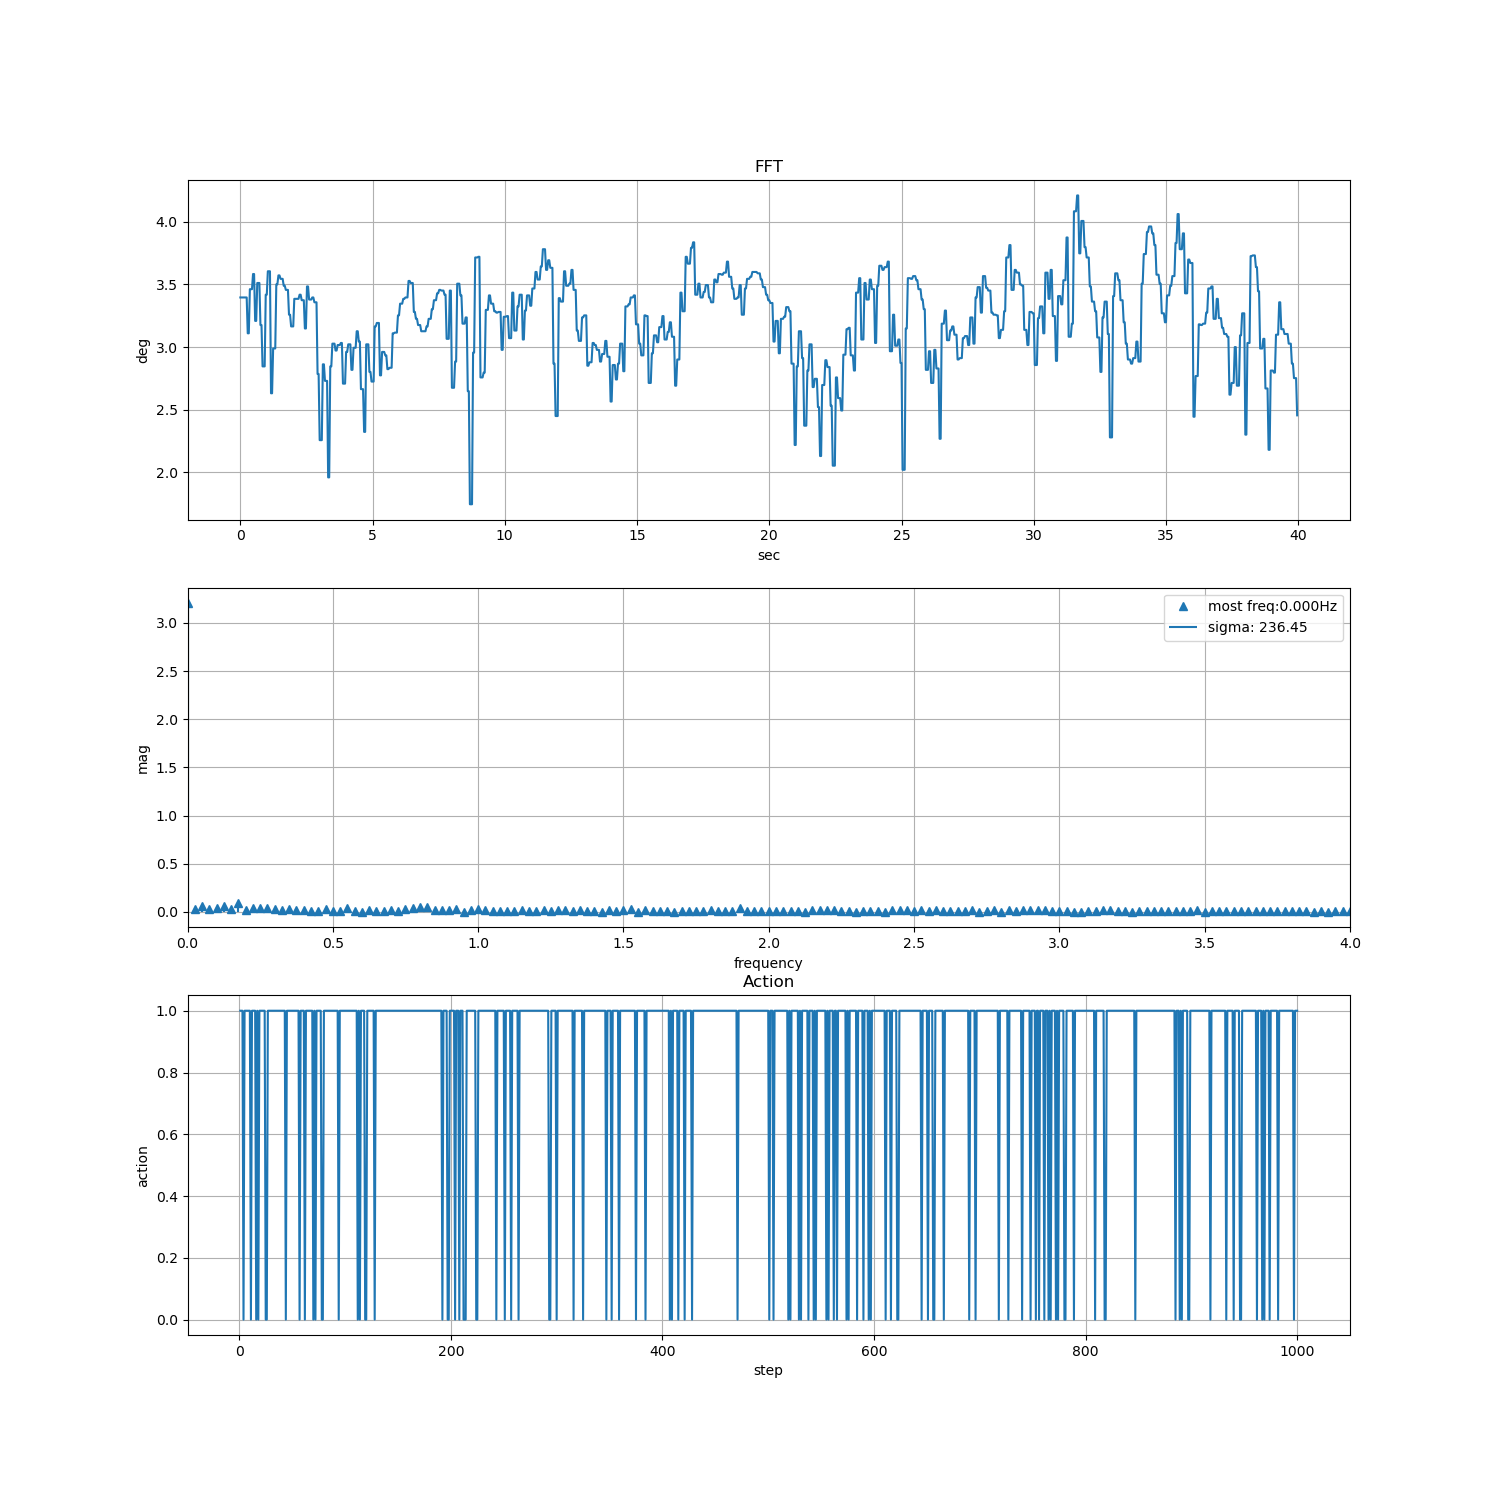 FFT
4.0
3.5
3.0
2.5
2.0
deg
0 5 10 15 20 25 30 35 40
sec
most freq:0.000Hz
sigma: 236.45
3.0
2.5
2.0
1.5
1.0
0.5
0.0
mag
0.0 0.5 1.0 1.5 2.0 2.5 3.0 3.5 4.0
frequency
Action
1.0
0.8
0.6
0.4
0.2
0.0
action
0 200 400 600 800 1000
step